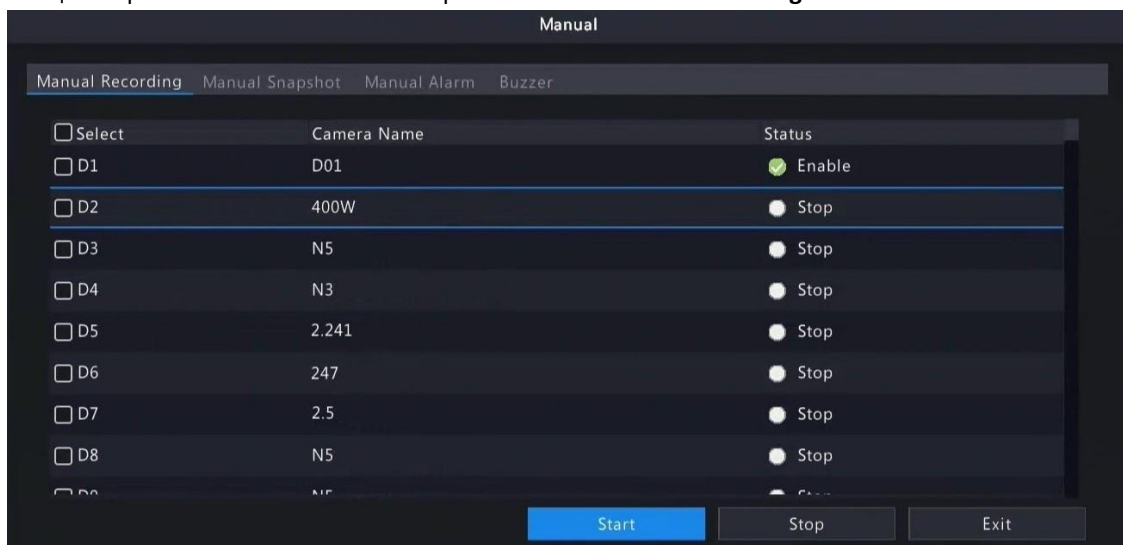 Manual
Manual Recording Manual Snapshot Manual Alarm Buzzer
Select Camera Name Status
D1 D01 Enable
D2 400W Stop
D3 N5 Stop
D4 N3 Stop
D5 2.241 Stop
D6 247 Stop
D7 2.5 Stop
D8 N5 Stop
Start Stop Exit